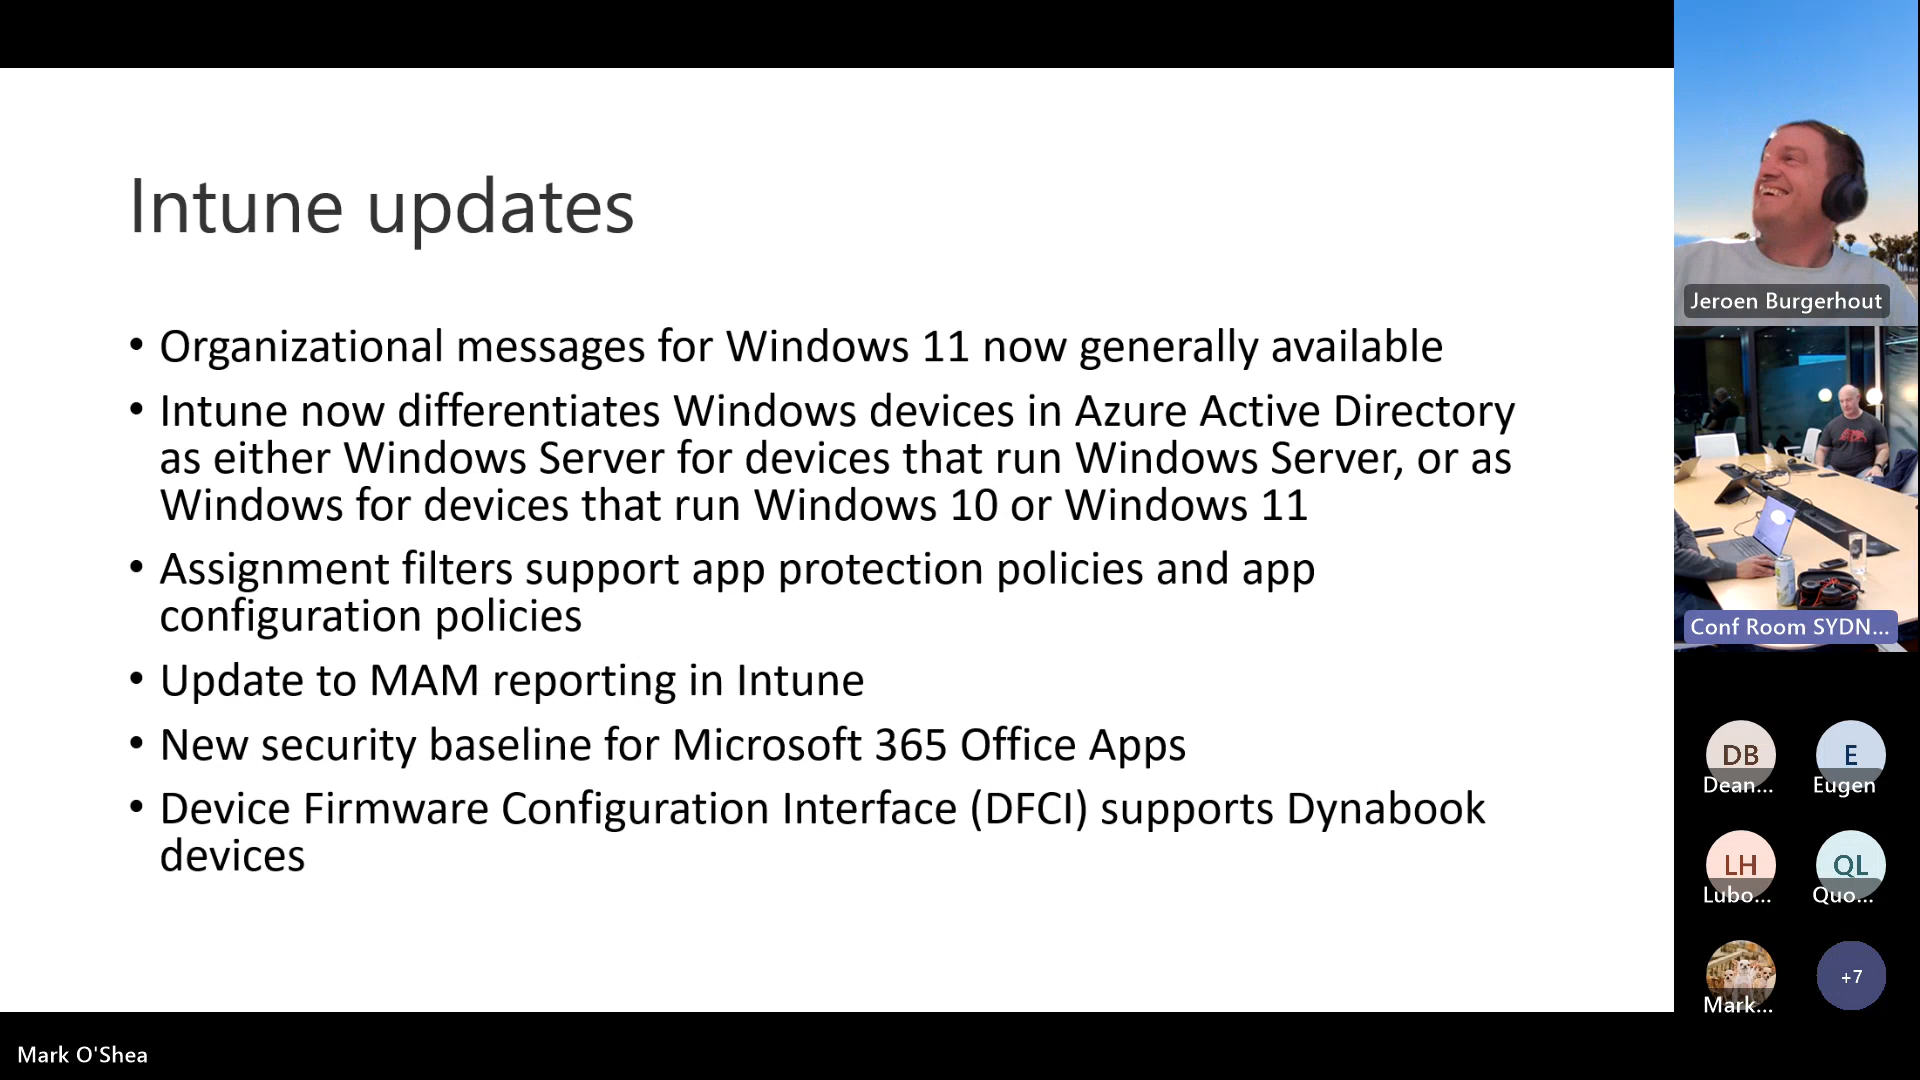 Intune updates
• Organizational messages for Windows 11 now generally available
• Intune now differentiates Windows devices in Azure Active Directory
as either Windows Server for devices that run Windows Server, or as
Windows for devices that run Windows 10 or Windows 11
• Assignment filters support app protection policies and app
configuration policies
• Update to MAM reporting in Intune
• New security baseline for Microsoft 365 Office Apps
• Device Firmware Configuration Interface (DFCI) supports Dynabook
devices
Mark O'Shea
Jeroen Burgerhout
Conf Room SYDN...
DB
Dean...
E
Eugen
LH
Lubo...
QL
Quo...
Mark...
+7